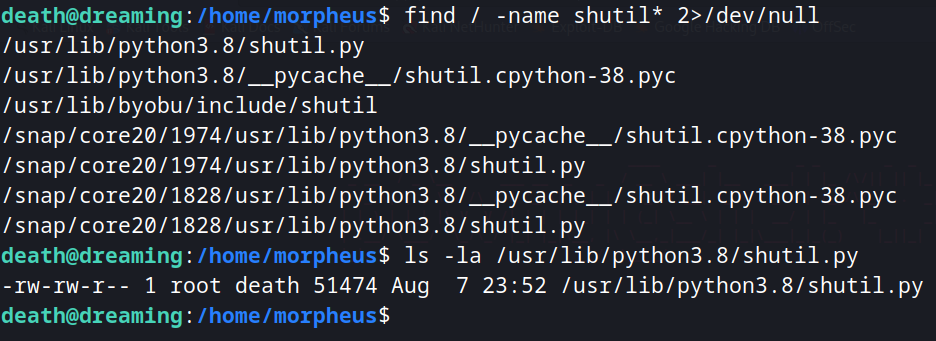 death@dreaming:/home/morpheus$ find / -name shutil* 2>/dev/null
/usr/lib/python3.8/shutil.py
/usr/lib/python3.8/__pycache__/shutil.cpython-38.pyc
/usr/lib/byobu/include/shutil
/snap/core20/1974/usr/lib/python3.8/__pycache__/shutil.cpython-38.pyc
/snap/core20/1974/usr/lib/python3.8/shutil.py
/snap/core20/1828/usr/lib/python3.8/__pycache__/shutil.cpython-38.pyc
/snap/core20/1828/usr/lib/python3.8/shutil.py
death@dreaming:/home/morpheus$ ls -la /usr/lib/python3.8/shutil.py
-rw-rw-r-- 1 root death 51474 Aug  7 23:52 /usr/lib/python3.8/shutil.py
death@dreaming:/home/morpheus$